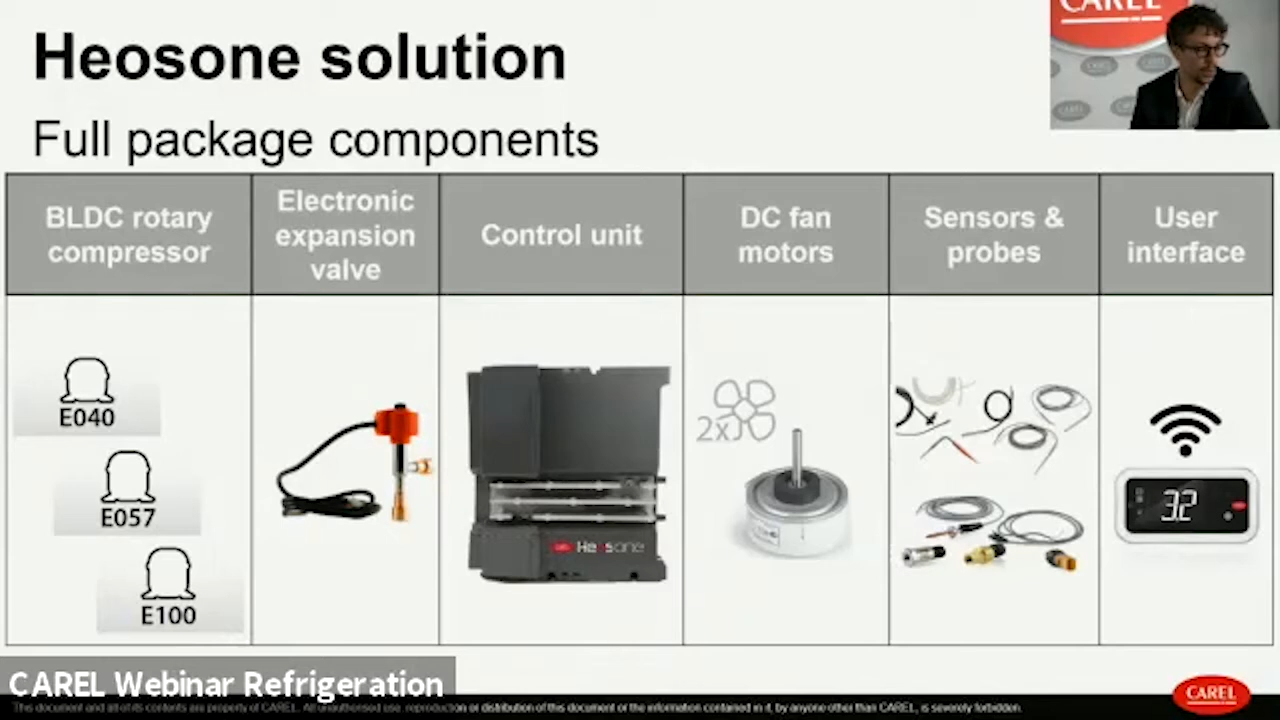 Heosone solution
CAREL
Full package components
BLDC rotary
compressor
Electronic
expansion
valve
Control unit
DC fan
motors
Sensors &
probes
User
interface
E040
E057
E100
2x
Heosone
32
CAREL Webinar Refrigeration
CAREL
This document and all of its contents are property of CAREL. All unauthorised use, reproduction or distribution of this document or the information contained in it, by anyone other than CAREL, is severely forbidden.